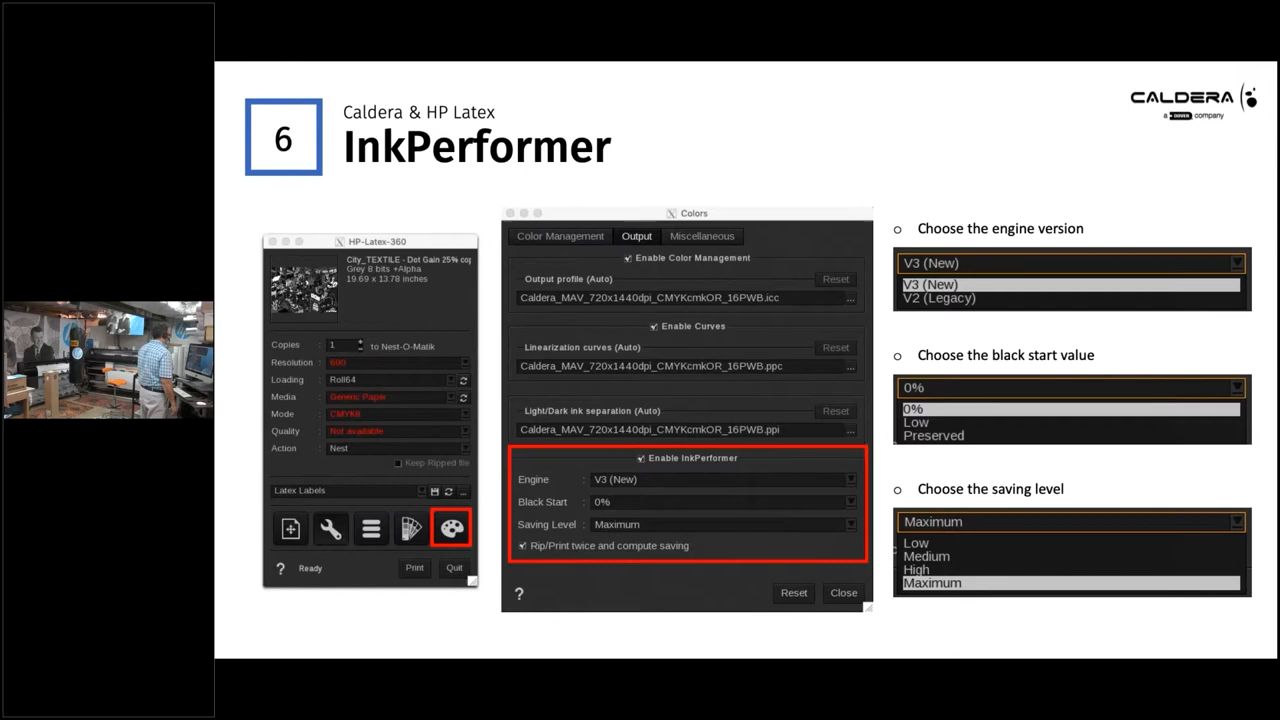 6
Caldera & HP Latex
InkPerformer
CALDERA
a DOVER company
HP-Latex-360
City_TEXTILE - Dot Gain 25% cop
Grey 8 bits +Alpha
19.69 x 13.78 inches
Copies : 1 to Nest-O-Matik
Resolution : 600
Loading : Roll64
Media : Generic Paper
Mode : CMYK6
Quality : Not available
Action : Nest
Keep Ripped file
Latex Labels ...
? Ready Print Quit
Colors
Color Management Output Miscellaneous
Enable Color Management
Output profile (Auto) Reset
Caldera_MAV_720x1440dpi_CMYKcmkOR_16PWB.icc ...
Enable Curves
Linearization curves (Auto) Reset
Caldera_MAV_720x1440dpi_CMYKcmkOR_16PWB.ppc ...
Light/Dark ink separation (Auto) Reset
Caldera_MAV_720x1440dpi_CMYKcmkOR_16PWB.ppi ...
Enable InkPerformer
Engine : V3 (New)
Black Start : 0%
Saving Level : Maximum
Rip/Print twice and compute saving
? Reset Close
o Choose the engine version
V3 (New)
V3 (New)
V2 (Legacy)
o Choose the black start value
0%
0%
Low
Preserved
o Choose the saving level
Maximum
Low
Medium
High
Maximum